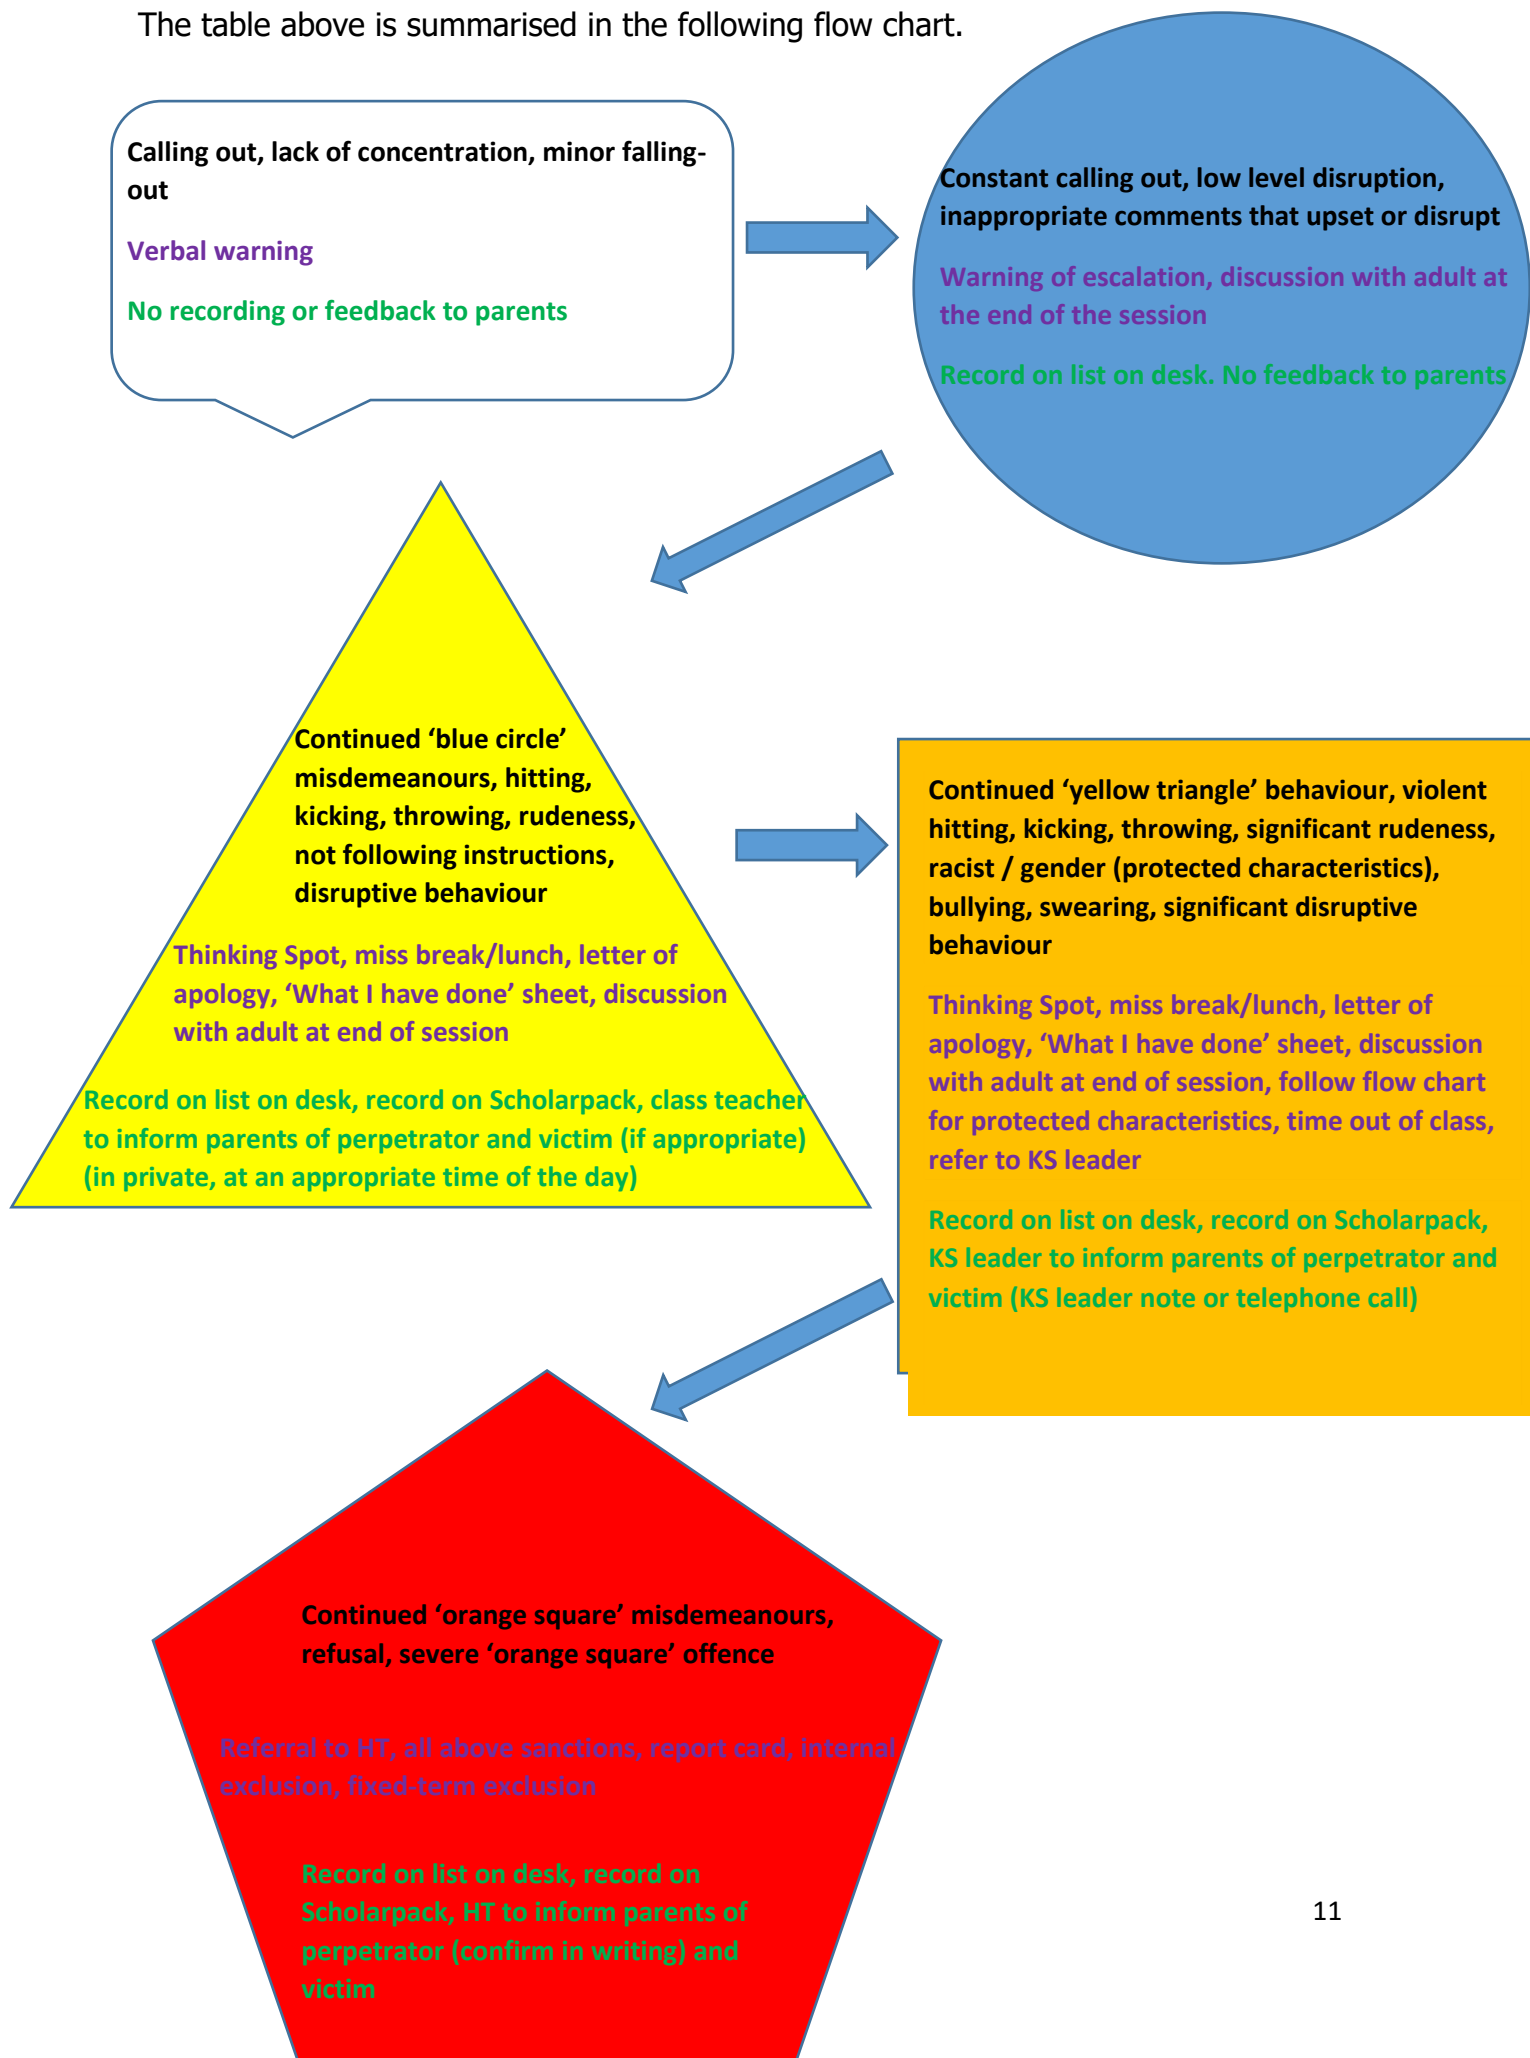 The table above is summarised in the following flow chart.
Calling out, lack of concentration, minor falling-
out
Verbal warning
No recording or feedback to parents
Constant calling out, low level disruption,
inappropriate comments that upset or disrupt
Warning of escalation, discussion with adult at
the end of the session
Record on list on desk. No feedback to parents
Continued ‘blue circle’
misdemeanours, hitting,
kicking, throwing, rudeness,
not following instructions,
disruptive behaviour
Thinking Spot, miss break/lunch, letter of
apology, ‘What I have done’ sheet, discussion
with adult at end of session
Record on list on desk, record on Scholarpack, class teacher
to inform parents of perpetrator and victim (if appropriate)
(in private, at an appropriate time of the day)
Continued ‘yellow triangle’ behaviour, violent
hitting, kicking, throwing, significant rudeness,
racist / gender (protected characteristics),
bullying, swearing, significant disruptive
behaviour
Thinking Spot, miss break/lunch, letter of
apology, ‘What I have done’ sheet, discussion
with adult at end of session, follow flow chart
for protected characteristics, time out of class,
refer to KS leader
Record on list on desk, record on Scholarpack,
KS leader to inform parents of perpetrator and
victim (KS leader note or telephone call)
Continued ‘orange square’ misdemeanours,
refusal, severe ‘orange square’ offence
Referral to HT, all above sanctions, report card, internal
exclusion, fixed-term exclusion
Record on list on desk, record on
Scholarpack, HT to inform parents of
perpetrator (confirm in writing) and
victim
11